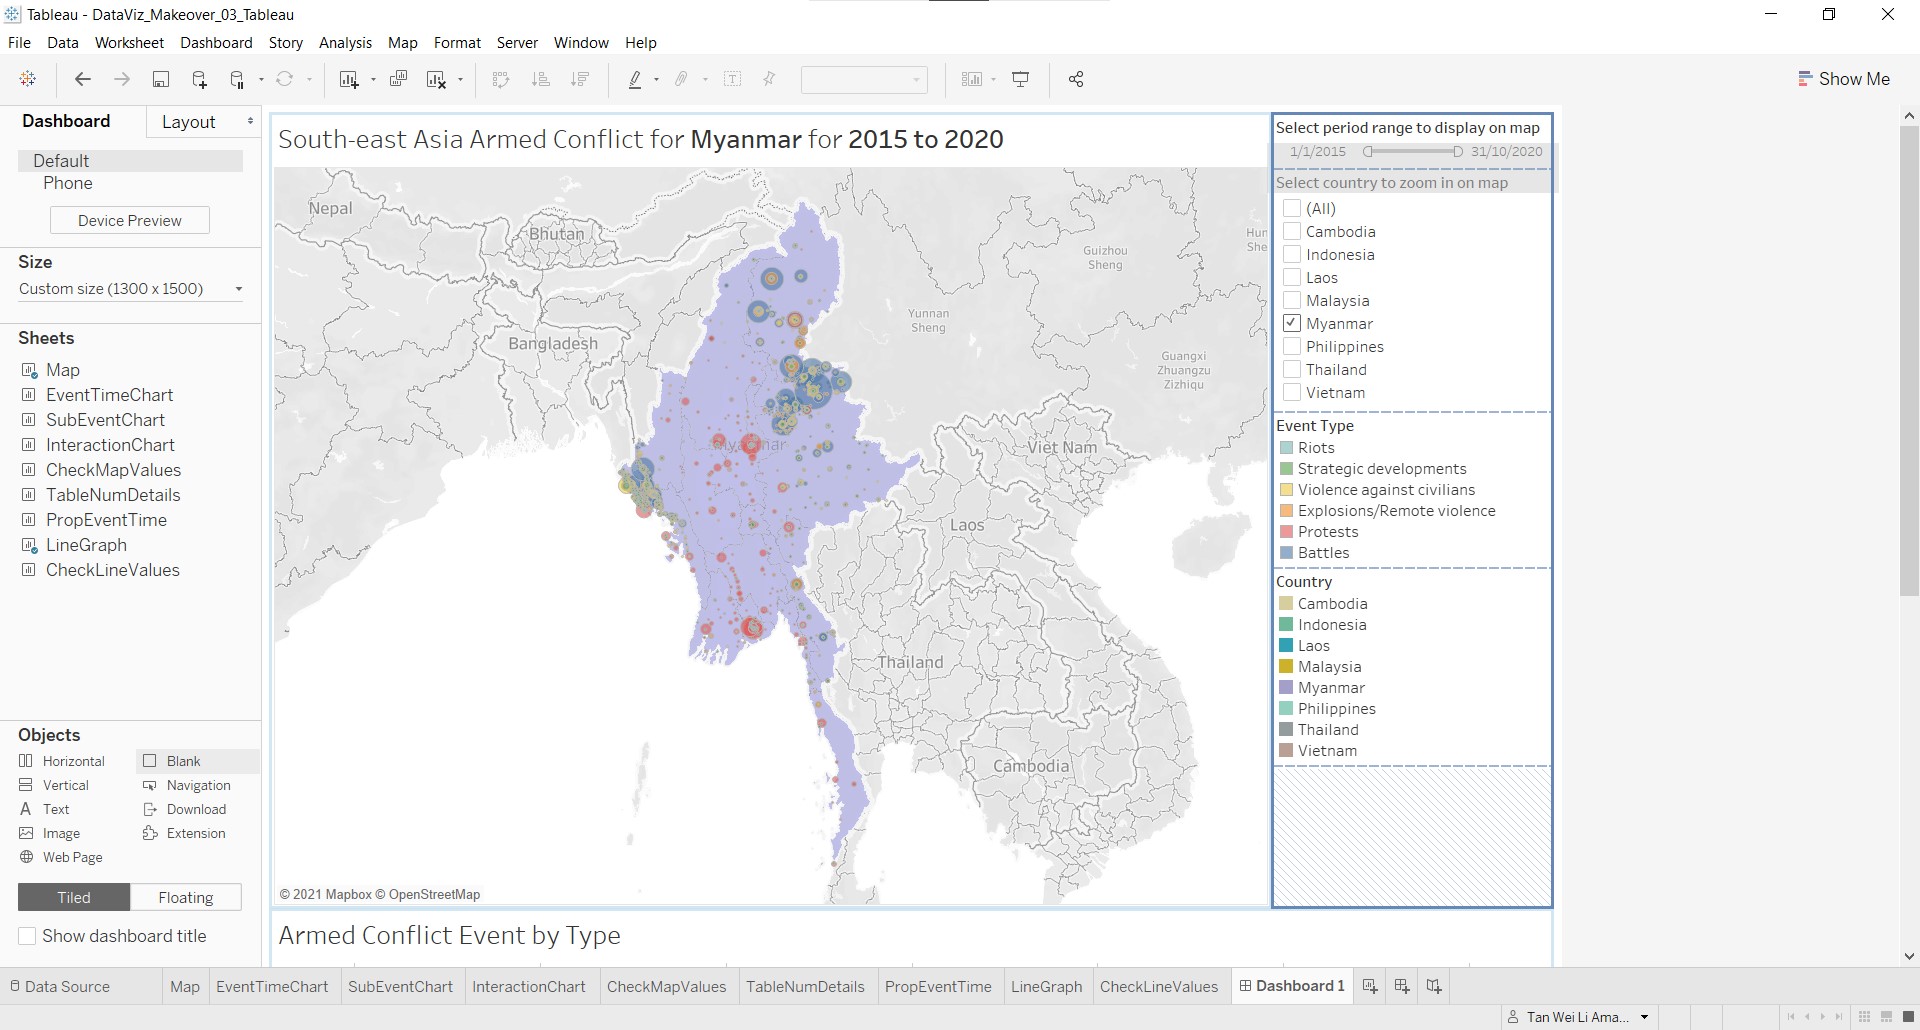 Tableau - DataViz_Makeover_03_Tableau
File Data Worksheet Dashboard Story Analysis Map Format Server Window Help
Show Me
Dashboard Layout
Default
Phone
Device Preview
Size
Custom size (1300 x 1500)
Sheets
Map
EventTimeChart
SubEventChart
InteractionChart
CheckMapValues
TableNumDetails
PropEventTime
LineGraph
CheckLineValues
Objects
Horizontal Blank
Vertical Navigation
Text Download
Image Extension
Web Page
Tiled Floating
Show dashboard title
South-east Asia Armed Conflict for Myanmar for 2015 to 2020
Nepal
Bhutan
Guizhou
Sheng
Hun
She
Yunnan
Sheng
Bangladesh
Guangxi
Zhuangzu
Zizhiqu
Myanmar
Viet Nam
Laos
Thailand
Cambodia
© 2021 Mapbox © OpenStreetMap
Select period range to display on map
1/1/2015 31/10/2020
Select country to zoom in on map
(All)
Cambodia
Indonesia
Laos
Malaysia
Myanmar
Philippines
Thailand
Vietnam
Event Type
Riots
Strategic developments
Violence against civilians
Explosions/Remote violence
Protests
Battles
Country
Cambodia
Indonesia
Laos
Malaysia
Myanmar
Philippines
Thailand
Vietnam
Armed Conflict Event by Type
Data Source Map EventTimeChart SubEventChart InteractionChart CheckMapValues TableNumDetails PropEventTime LineGraph CheckLineValues Dashboard 1
Tan Wei Li Ama...